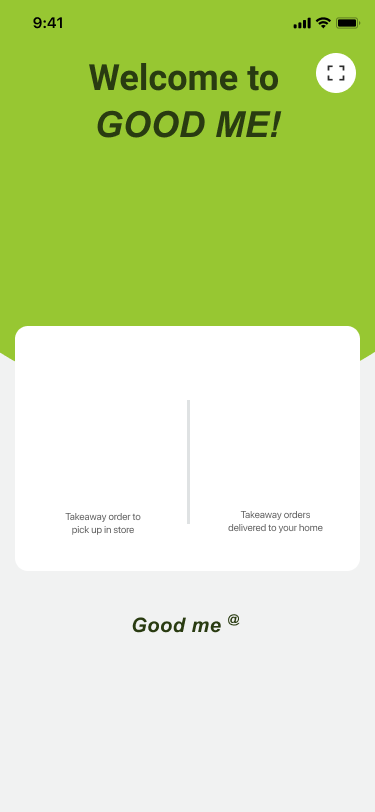 9:41
Welcome to
GOOD ME!
Takeaway order to
pick up in store
Takeaway orders
delivered to your home
Good me @